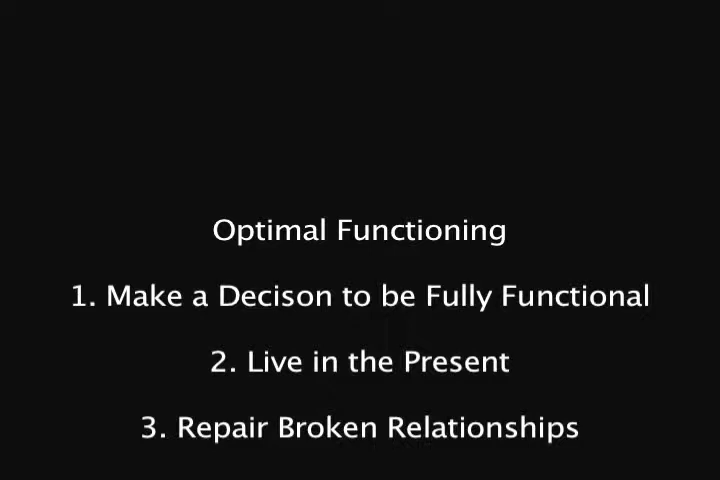 Optimal Functioning
1. Make a Decison to be Fully Functional
2. Live in the Present
3. Repair Broken Relationships